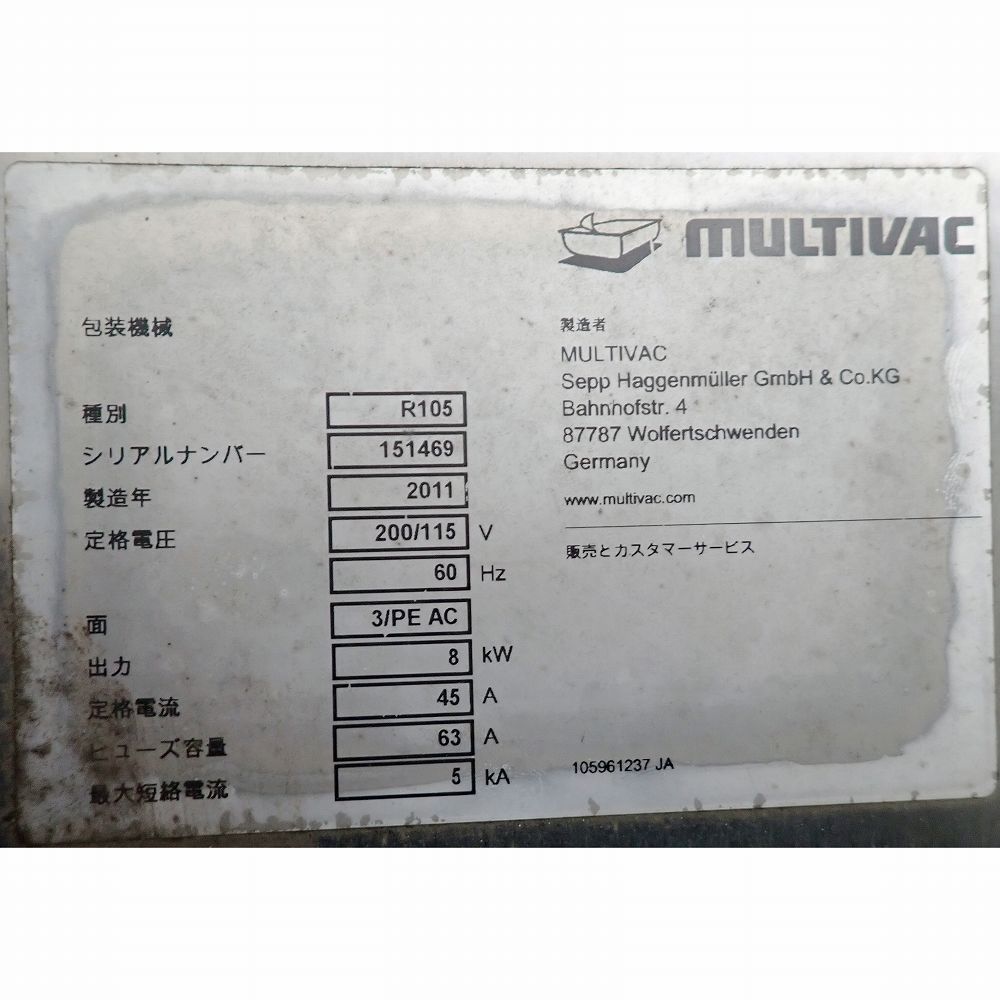 MULTIVAC
包装機械
種別 R105
シリアルナンバー 151469
製造年 2011
定格電圧 200/115 V
60 Hz
面 3/PE AC
出力 8 kW
定格電流 45 A
ヒューズ容量 63 A
最大短絡電流 5 kA
製造者
MULTIVAC
Sepp Haggenmüller GmbH & Co.KG
Bahnhofstr. 4
87787 Wolfertschwenden
Germany
www.multivac.com
販売とカスタマーサービス
105961237 JA